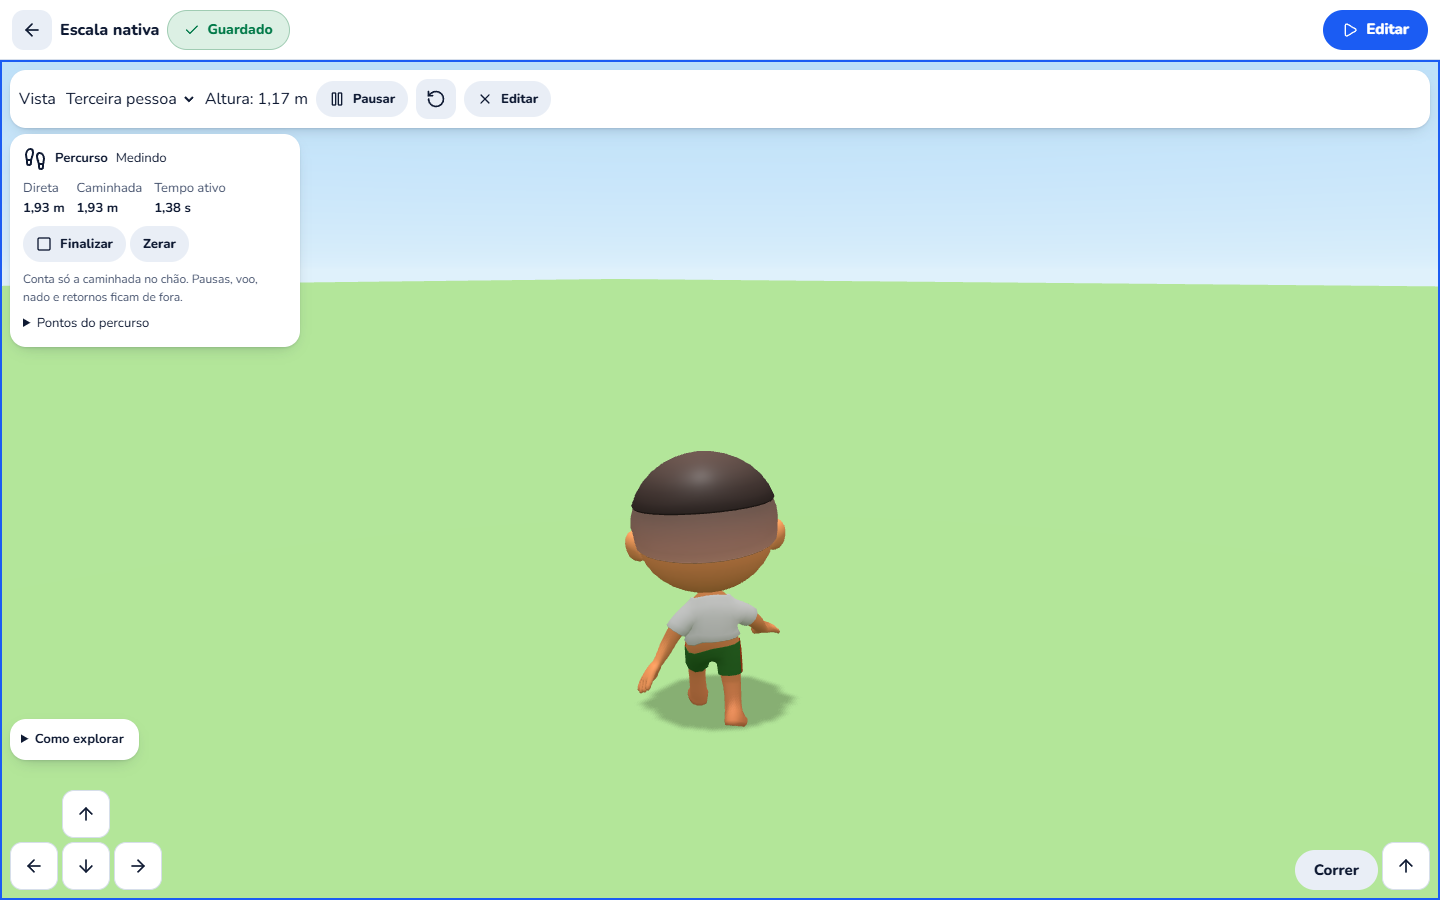 Escala nativa
Guardado
Editar
Vista Terceira pessoa Altura: 1,17 m Pausar Editar
Percurso Medindo
Direta Caminhada Tempo ativo
1,93 m 1,93 m 1,38 s
Finalizar Zerar
Conta só a caminhada no chão. Pausas, voo,
nado e retornos ficam de fora.
Pontos do percurso
Como explorar
Correr